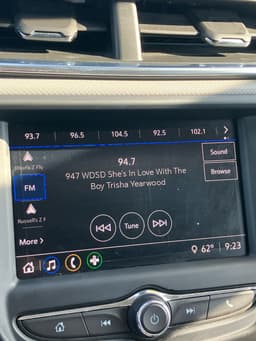 93.7 96.5 104.5 92.5 102.1
94.7
947 WDSD She's In Love With The
Boy Trisha Yearwood
Sound
Browse
FM
Russell's Z F
Tune
More
62° 9:23